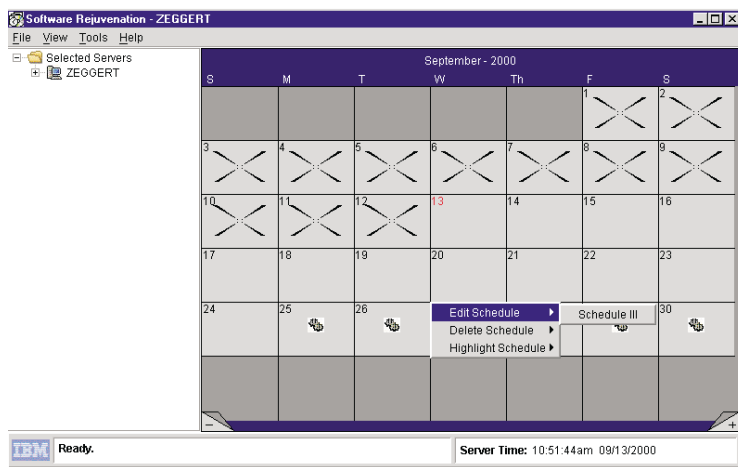 Software Rejuvenation - ZEGGERT
File View Tools Help
Selected Servers
ZEGGERT
September - 2000
S M T W Th F S
1 2
3 4 5 6 7 8 9
10 11 12 13 14 15 16
17 18 19 20 21 22 23
24 25 26 30
Edit Schedule
Schedule III
Delete Schedule
Highlight Schedule
- +
IBM Ready. Server Time: 10:51:44am 09/13/2000